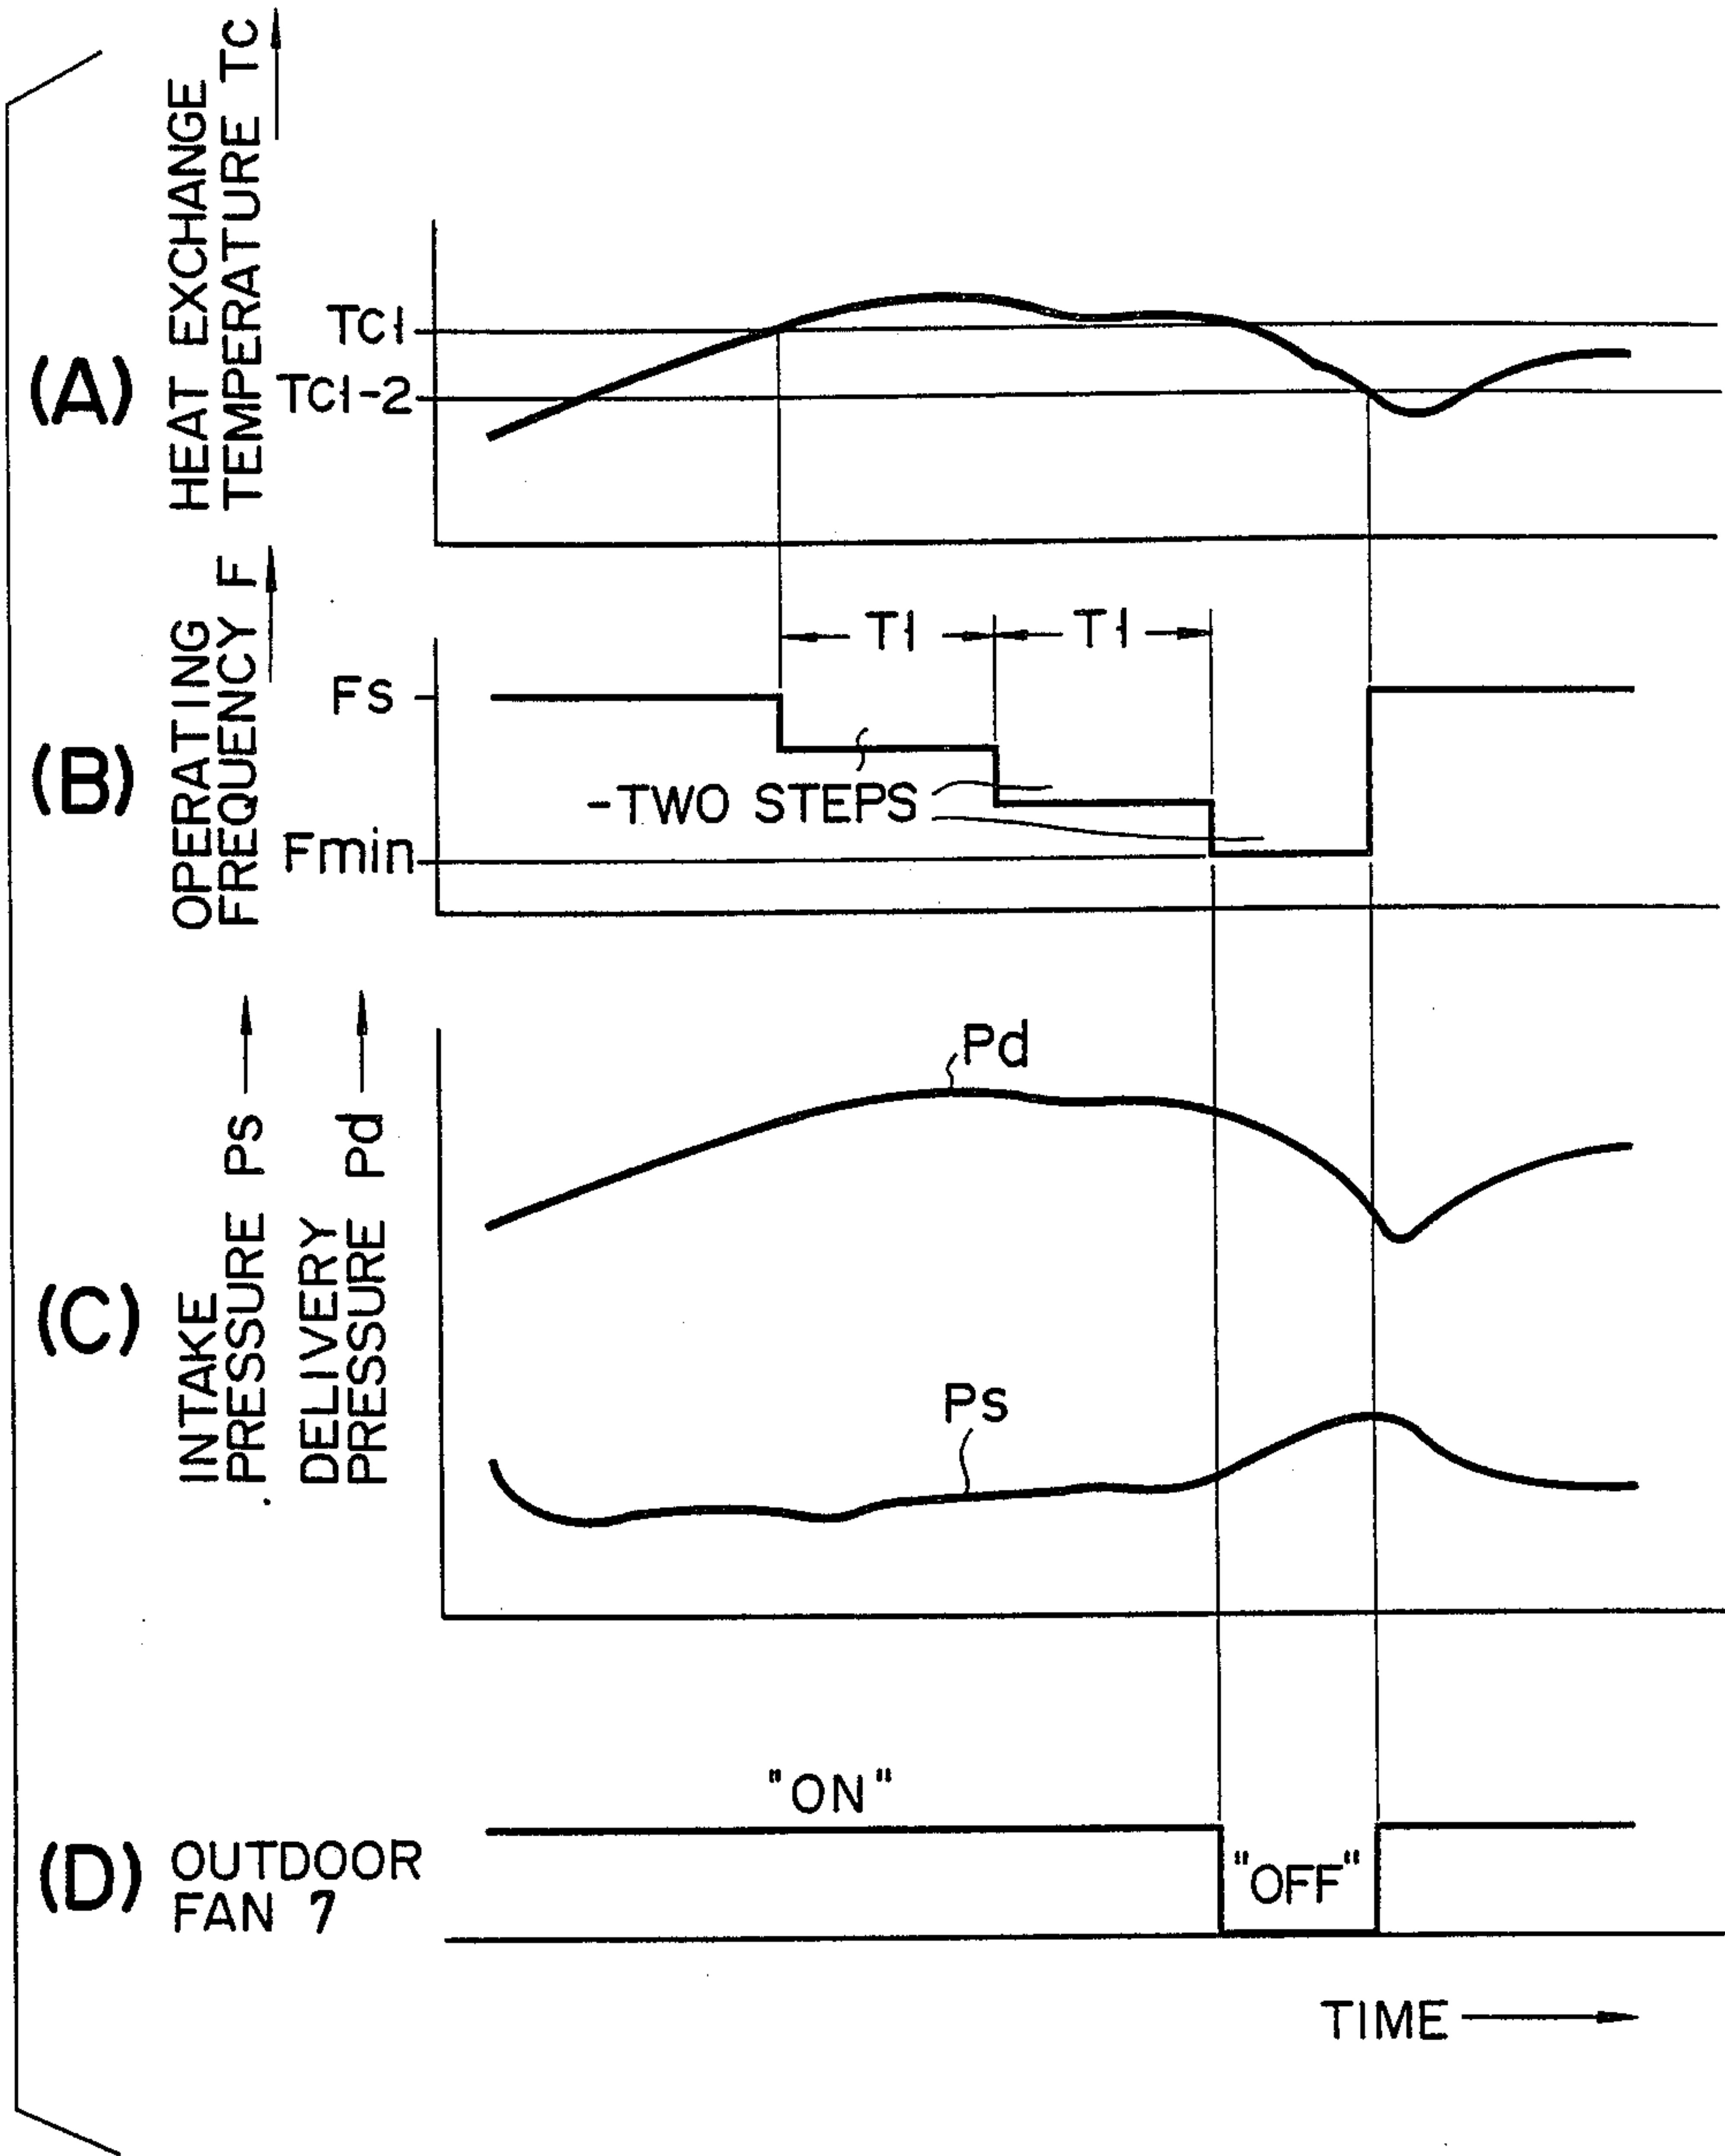 (A)
HEAT EXCHANGE
TEMPERATURE TC
TC1
TC1-2
(B)
OPERATING
FREQUENCY F
T1
T1
Fs
-TWO STEPS
Fmin
(C)
INTAKE
PRESSURE PS
DELIVERY
PRESSURE Pd
Pd
Ps
(D)
OUTDOOR
FAN 7
"ON"
"OFF"
TIME